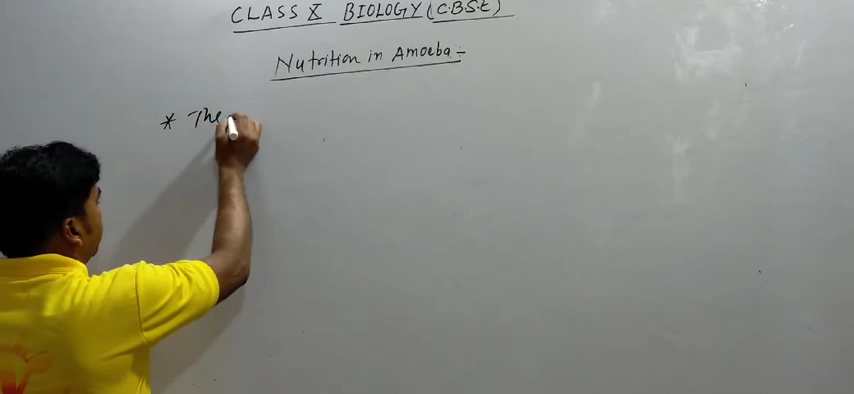 CLASS X BIOLOGY (C.B.S.E)
Nutrition in Amoeba :-
* The